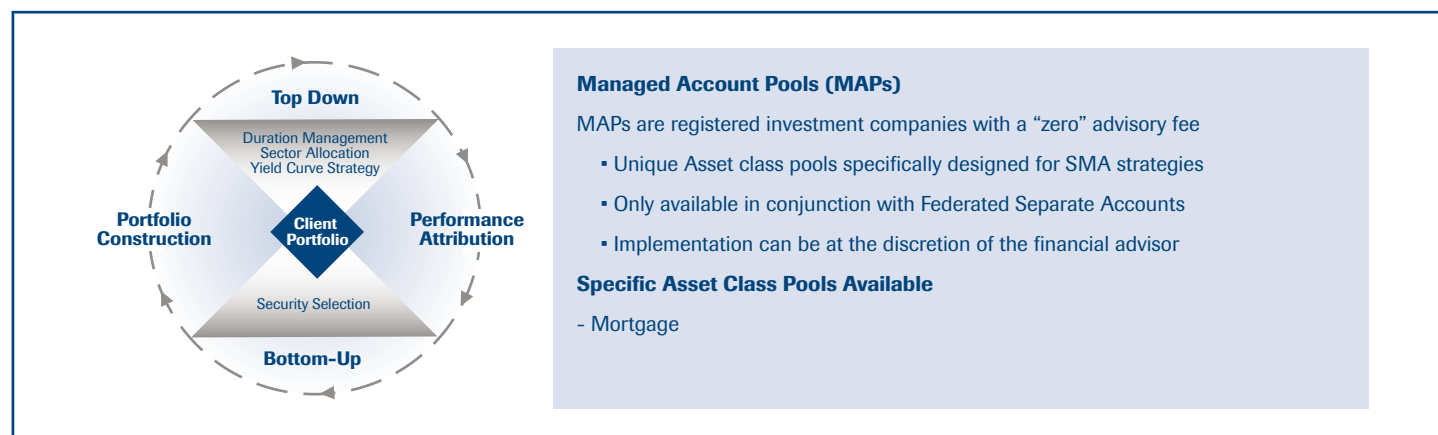 Top Down
Duration Management
Sector Allocation
Yield Curve Strategy
Portfolio
Construction
Client
Portfolio
Performance
Attribution
Security Selection
Bottom-Up
Managed Account Pools (MAPs)
MAPs are registered investment companies with a “zero” advisory fee
▪ Unique Asset class pools specifically designed for SMA strategies
▪ Only available in conjunction with Federated Separate Accounts
▪ Implementation can be at the discretion of the financial advisor
Specific Asset Class Pools Available
- Mortgage